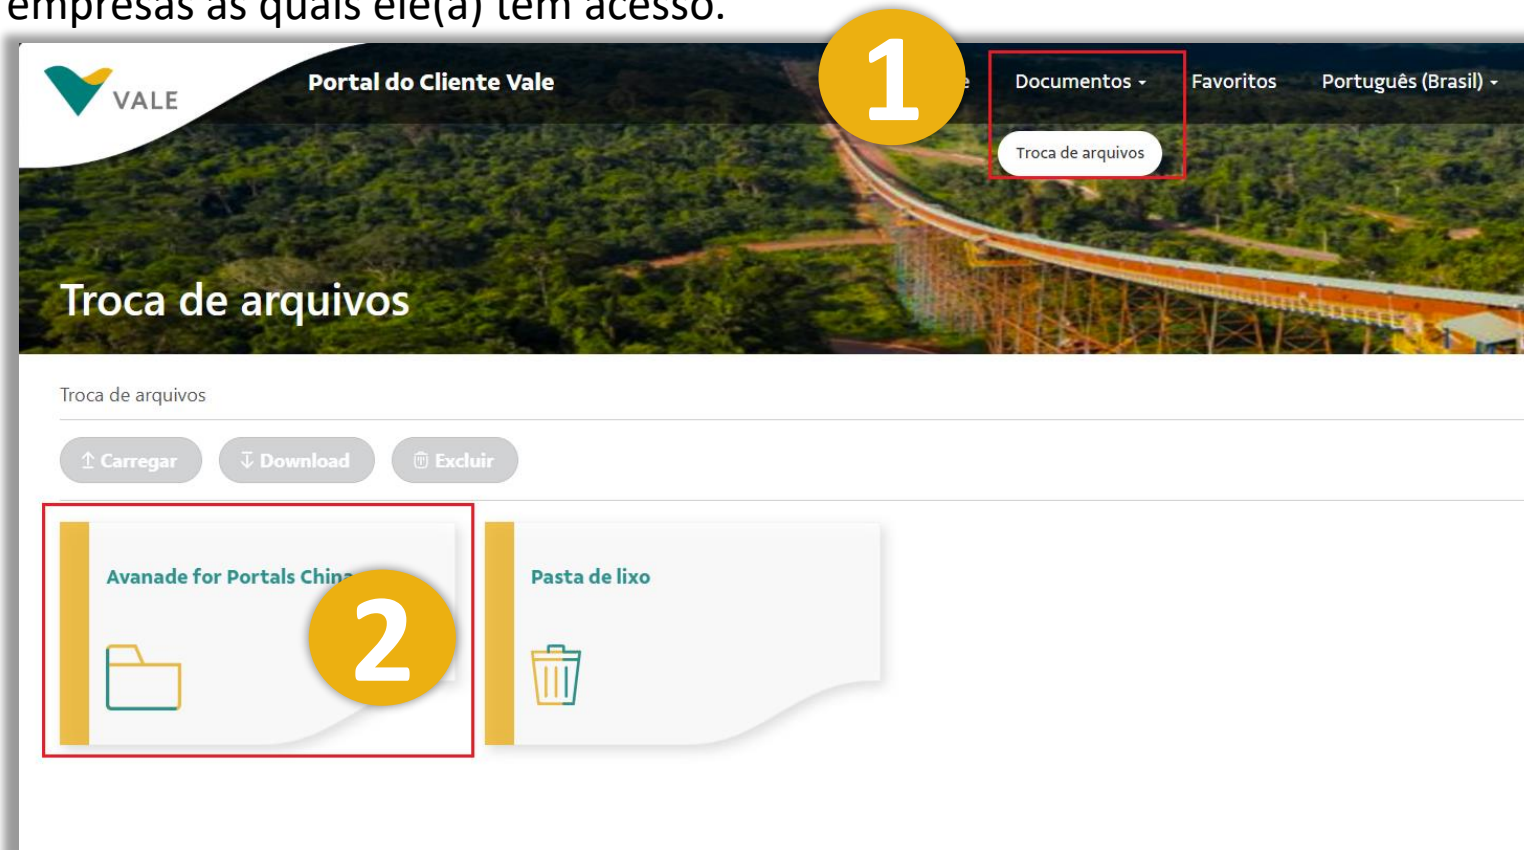 empresas às quais ele(a) tem acesso.
VALE
Portal do Cliente Vale
1
Documentos
Favoritos
Português (Brasil)
Troca de arquivos
Troca de arquivos
Troca de arquivos
Carregar
Download
Excluir
Avanade for Portals China
2
Pasta de lixo